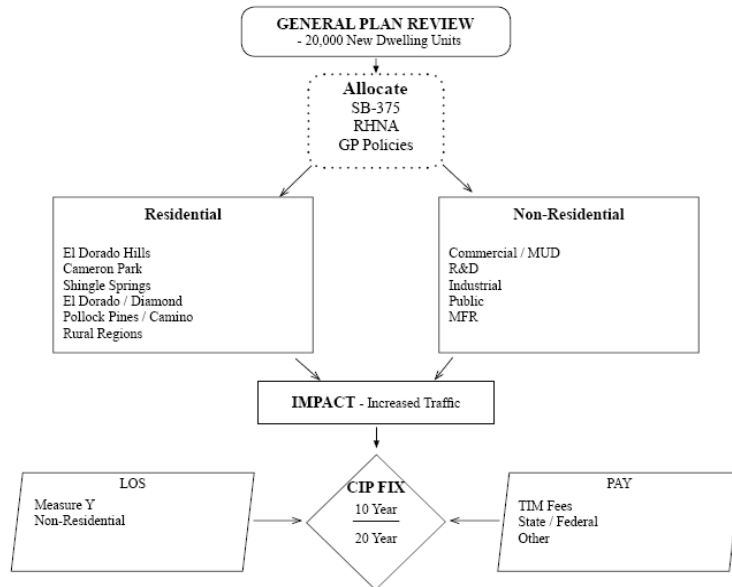 GENERAL PLAN REVIEW
- 20,000 New Dwelling Units
Allocate
SB-375
RHNA
GP Policies
Residential
El Dorado Hills
Cameron Park
Shingle Springs
El Dorado / Diamond
Pollock Pines / Camino
Rural Regions
Non-Residential
Commercial / MUD
R&D
Industrial
Public
MFR
IMPACT - Increased Traffic
LOS
Measure Y
Non-Residential
CIP FIX
10 Year
20 Year
PAY
TIM Fees
State / Federal
Other